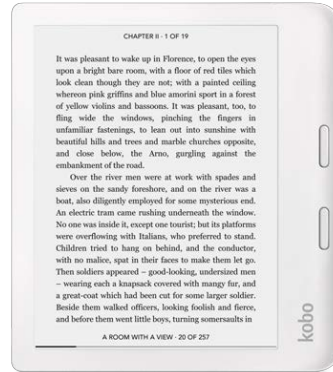 CHAPTER II · 1 OF 19
It was pleasant to wake up in Florence, to open the eyes
upon a bright bare room, with a floor of red tiles which
look clean though they are not; with a painted ceiling
whereon pink griffins and blue amorini sport in a forest
of yellow violins and bassoons. It was pleasant, too, to
fling wide the windows, pinching the fingers in
unfamiliar fastenings, to lean out into sunshine with
beautiful hills and trees and marble churches opposite,
and close below, the Arno, gurgling against the
embankment of the road.
Over the river men were at work with spades and
sieves on the sandy foreshore, and on the river was a
boat, also diligently employed for some mysterious end.
An electric tram came rushing underneath the window.
No one was inside it, except one tourist; but its platforms
were overflowing with Italians, who preferred to stand.
Children tried to hang on behind, and the conductor,
with no malice, spat in their faces to make them let go.
Then soldiers appeared – good-looking, undersized men
– wearing each a knapsack covered with mangy fur, and
a great-coat which had been cut for some larger soldier.
Beside them walked officers, looking foolish and fierce,
and before them went little boys, turning somersaults in
A ROOM WITH A VIEW · 20 OF 257
kobo